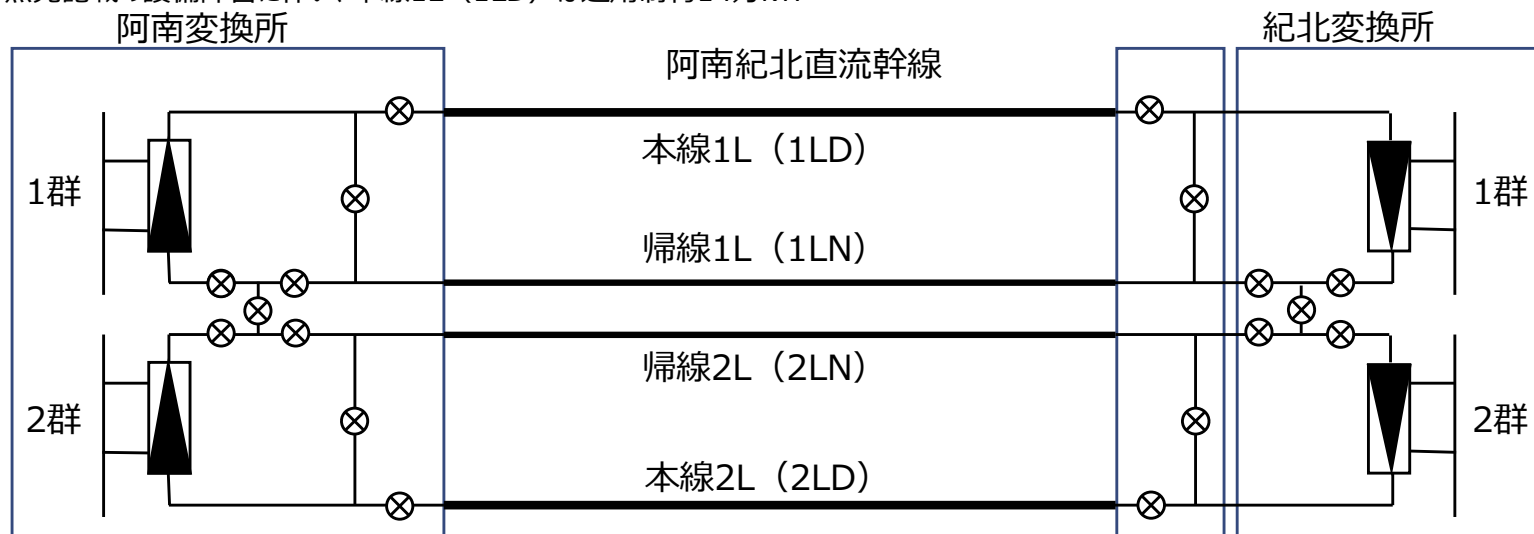 阿南変換所
紀北変換所
阿南紀北直流幹線
本線1L（1LD）
1群
1群
帰線1L（1LN）
帰線2L（2LN）
2群
2群
本線2L（2LD）